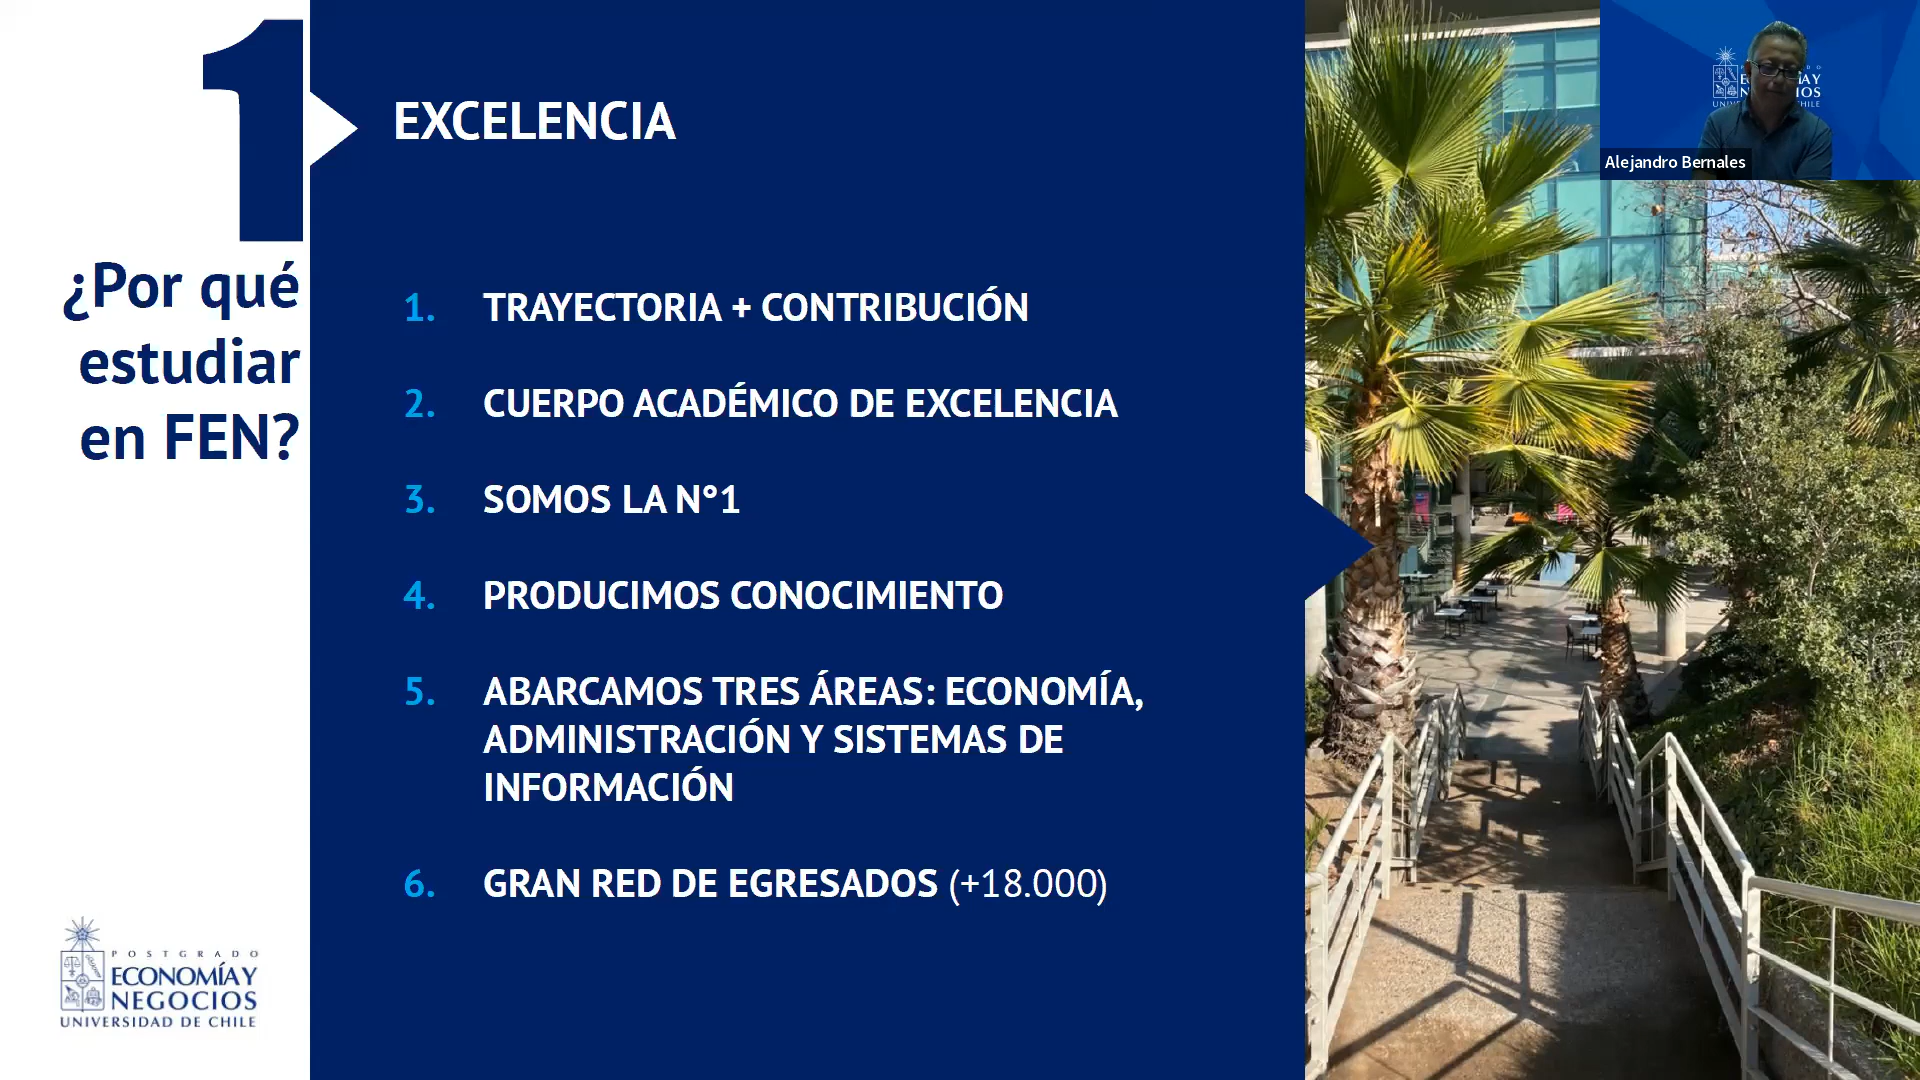 1
¿Por qué
estudiar
en FEN?
EXCELENCIA
1. TRAYECTORIA + CONTRIBUCIÓN
2. CUERPO ACADÉMICO DE EXCELENCIA
3. SOMOS LA N°1
4. PRODUCIMOS CONOCIMIENTO
5. ABARCAMOS TRES ÁREAS: ECONOMÍA,
ADMINISTRACIÓN Y SISTEMAS DE
INFORMACIÓN
6. GRAN RED DE EGRESADOS (+18.000)
POSTGRADO
ECONOMÍA Y
NEGOCIOS
UNIVERSIDAD DE CHILE
Alejandro Bernales